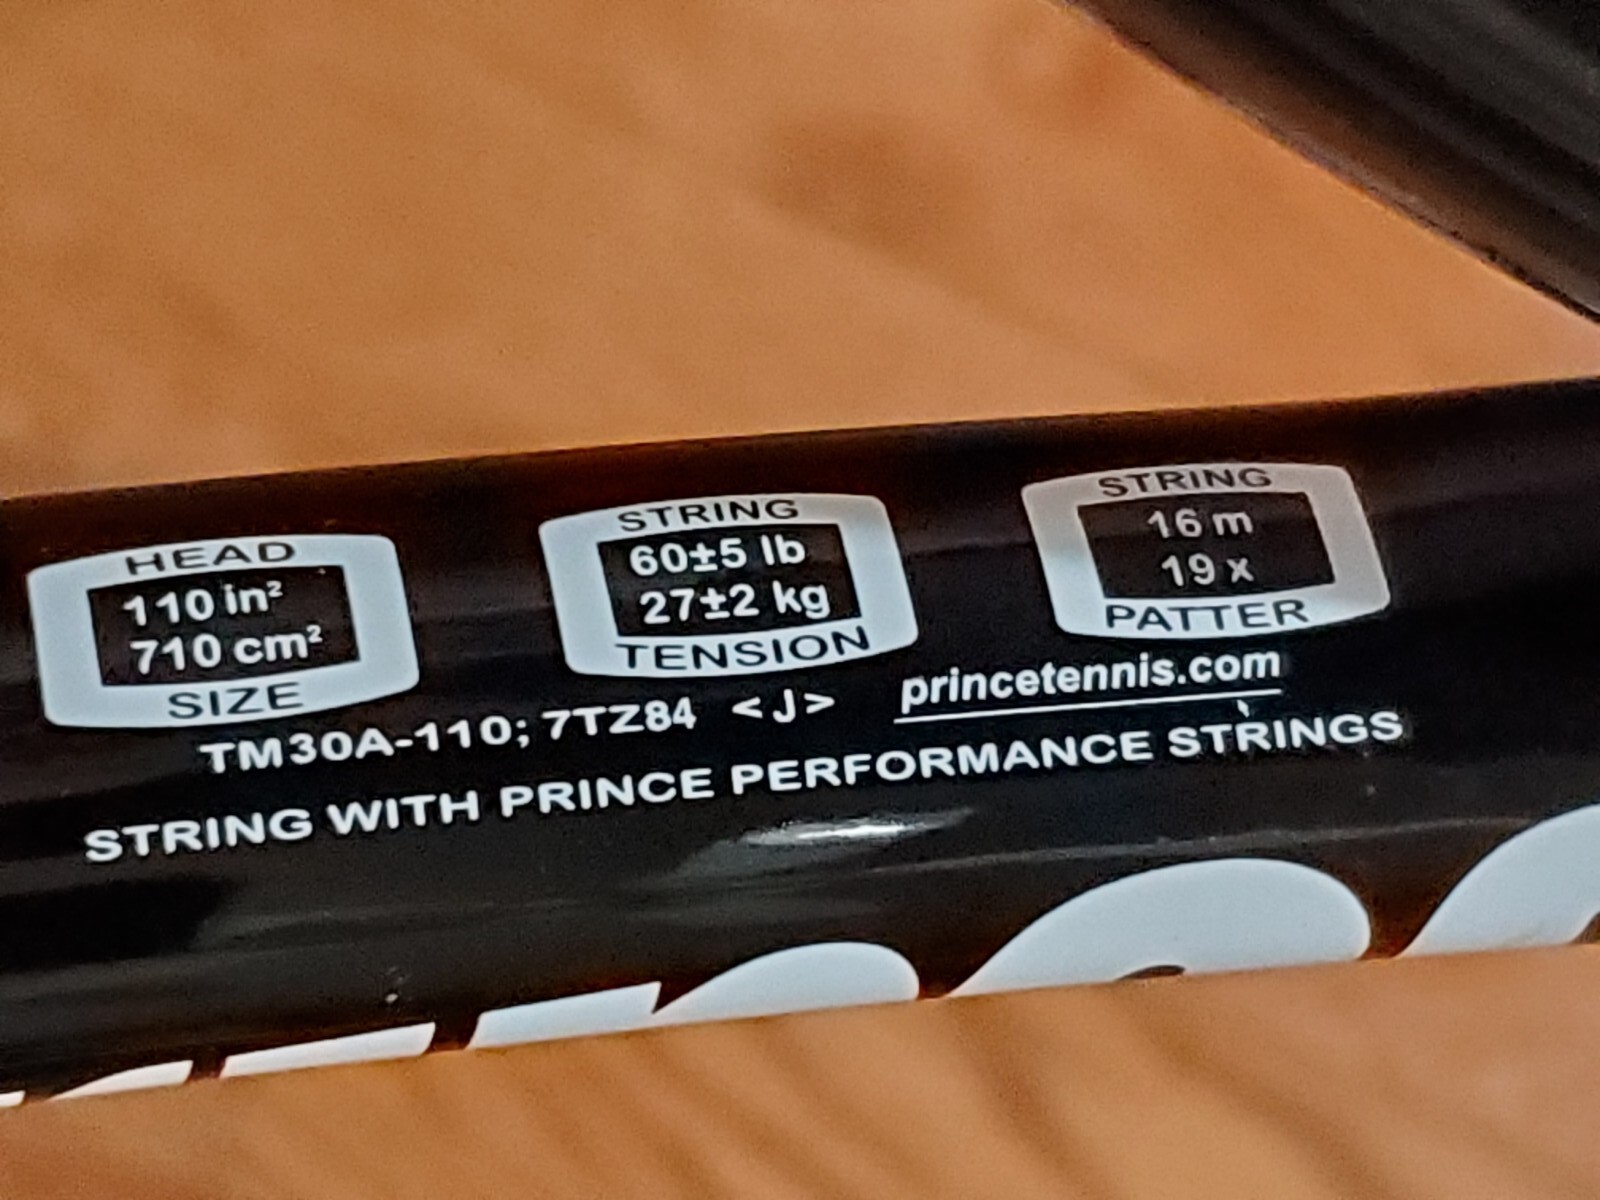 HEAD
110 in²
710 cm²
SIZE
STRING
60±5 lb
27±2 kg
TENSION
STRING
16 m
19 x
PATTER
TM30A-110; 7TZ84 <J> princetennis.com
STRING WITH PRINCE PERFORMANCE STRINGS